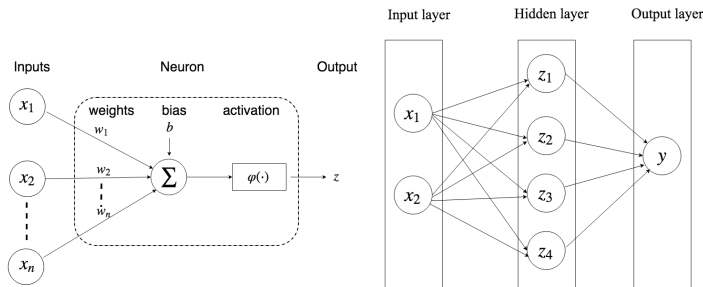 Inputs Neuron Output
weights bias activation
x1
w1
b
x2
w2
Σ
φ(·)
z
wn
xn
Input layer Hidden layer Output layer
z1
x1
z2
y
x2
z3
z4